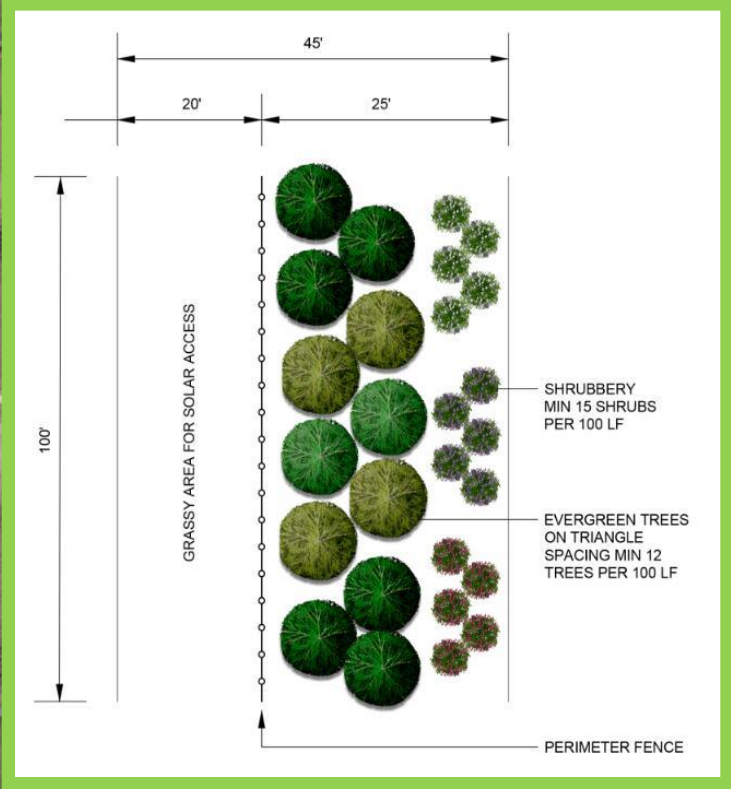 45'
20'
25'
100'
GRASSY AREA FOR SOLAR ACCESS
SHRUBBERY
MIN 15 SHRUBS
PER 100 LF
EVERGREEN TREES
ON TRIANGLE
SPACING MIN 12
TREES PER 100 LF
PERIMETER FENCE